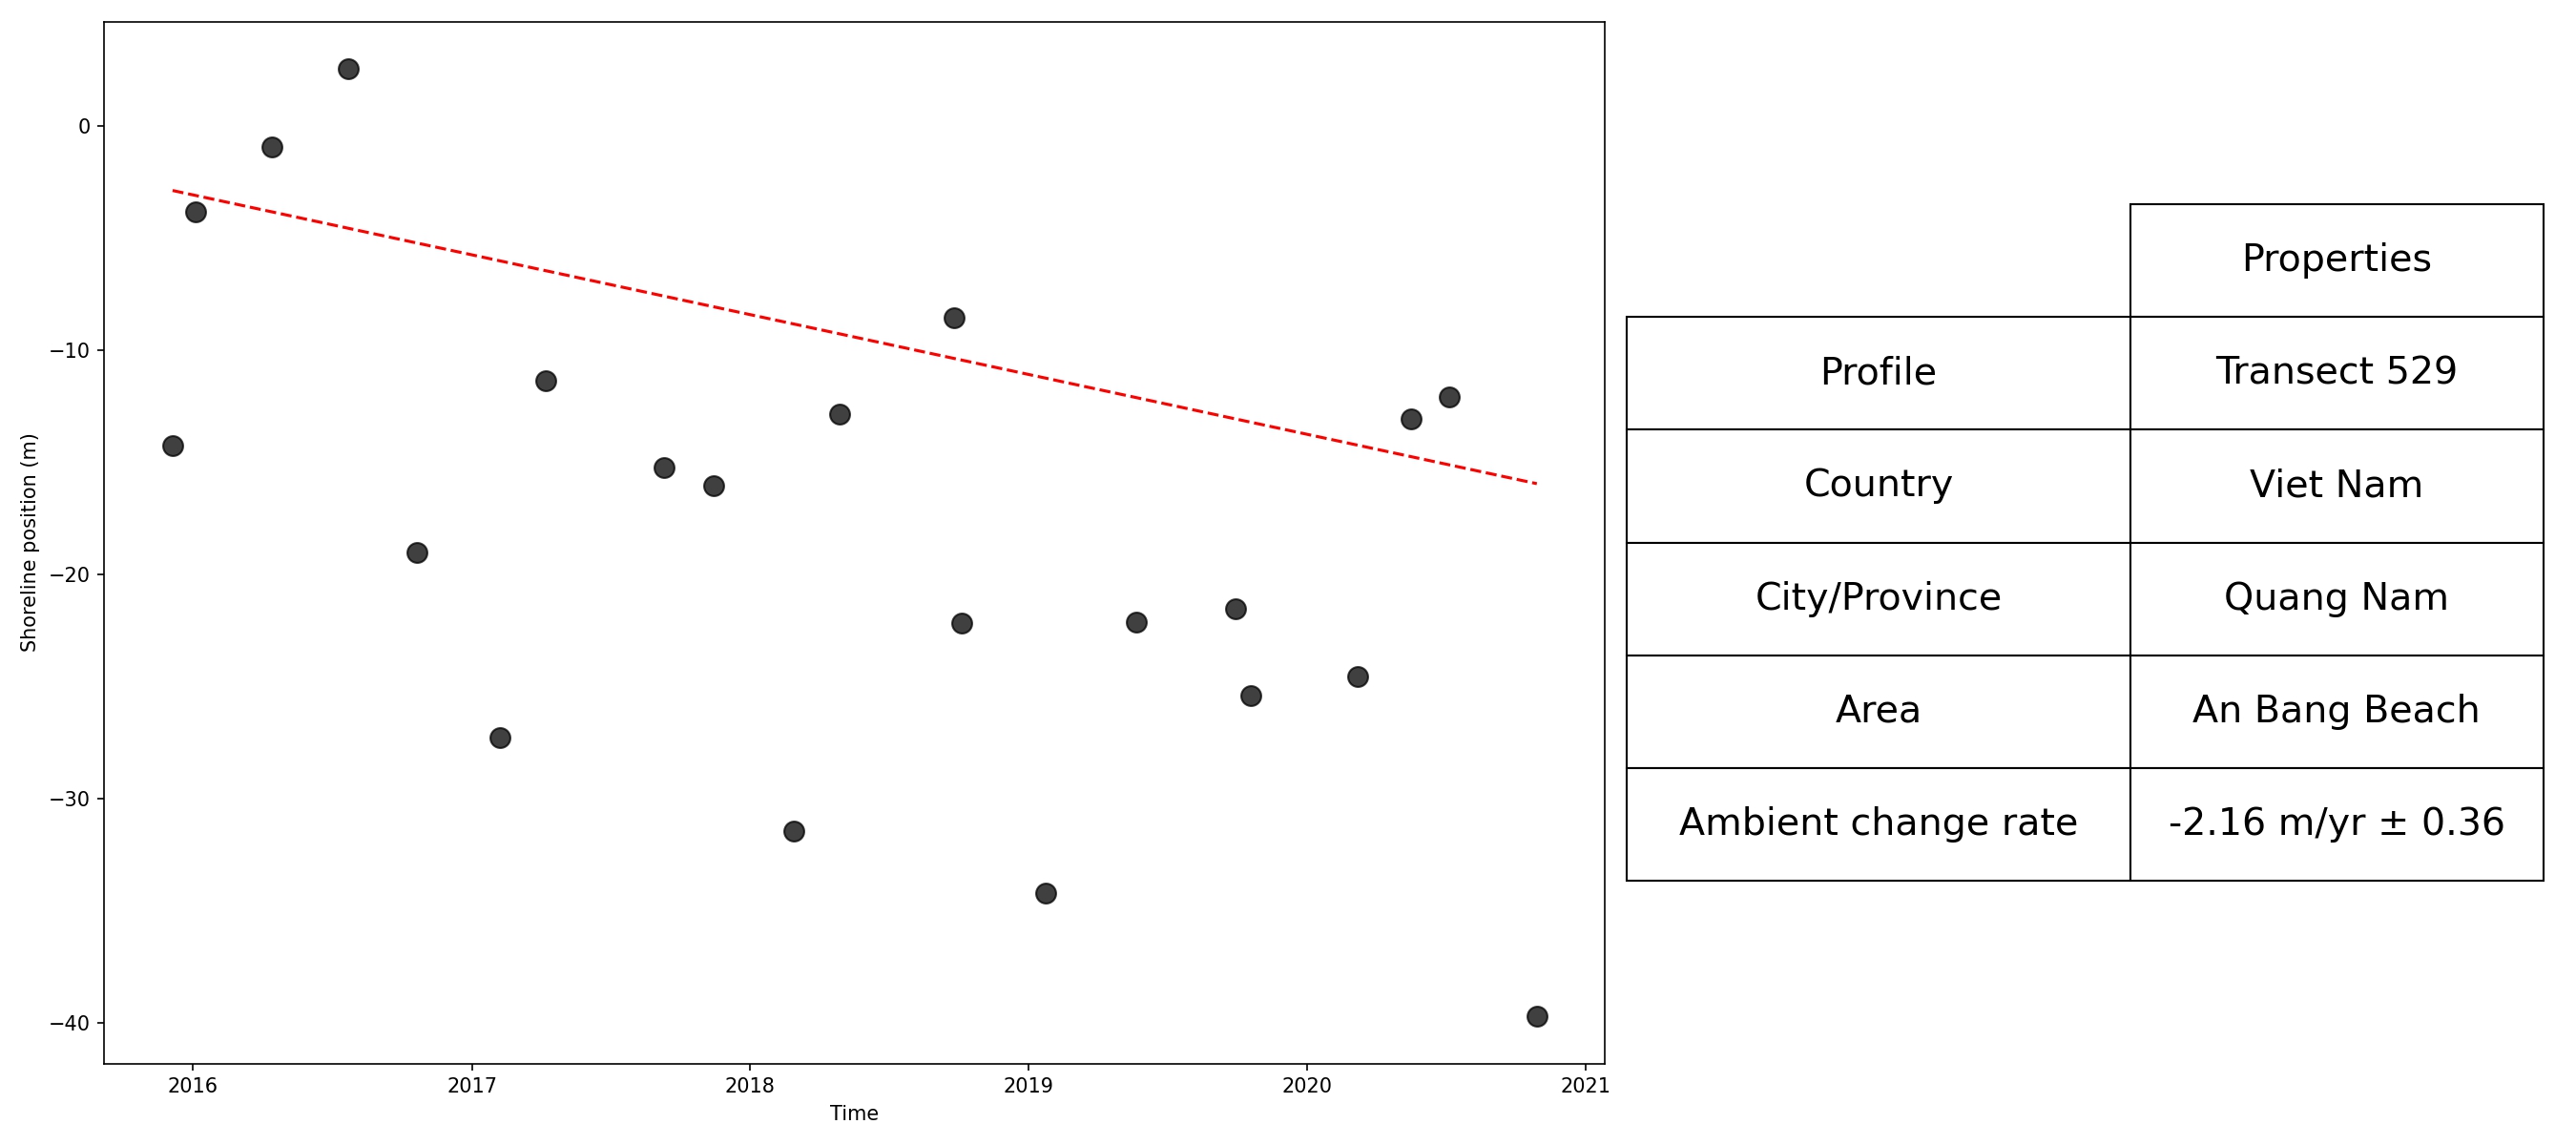 0
−10
−20
−30
−40
Shoreline position (m)
2016 2017 2018 2019 2020 2021
Time
Properties
Profile Transect 529
Country Viet Nam
City/Province Quang Nam
Area An Bang Beach
Ambient change rate -2.16 m/yr ± 0.36